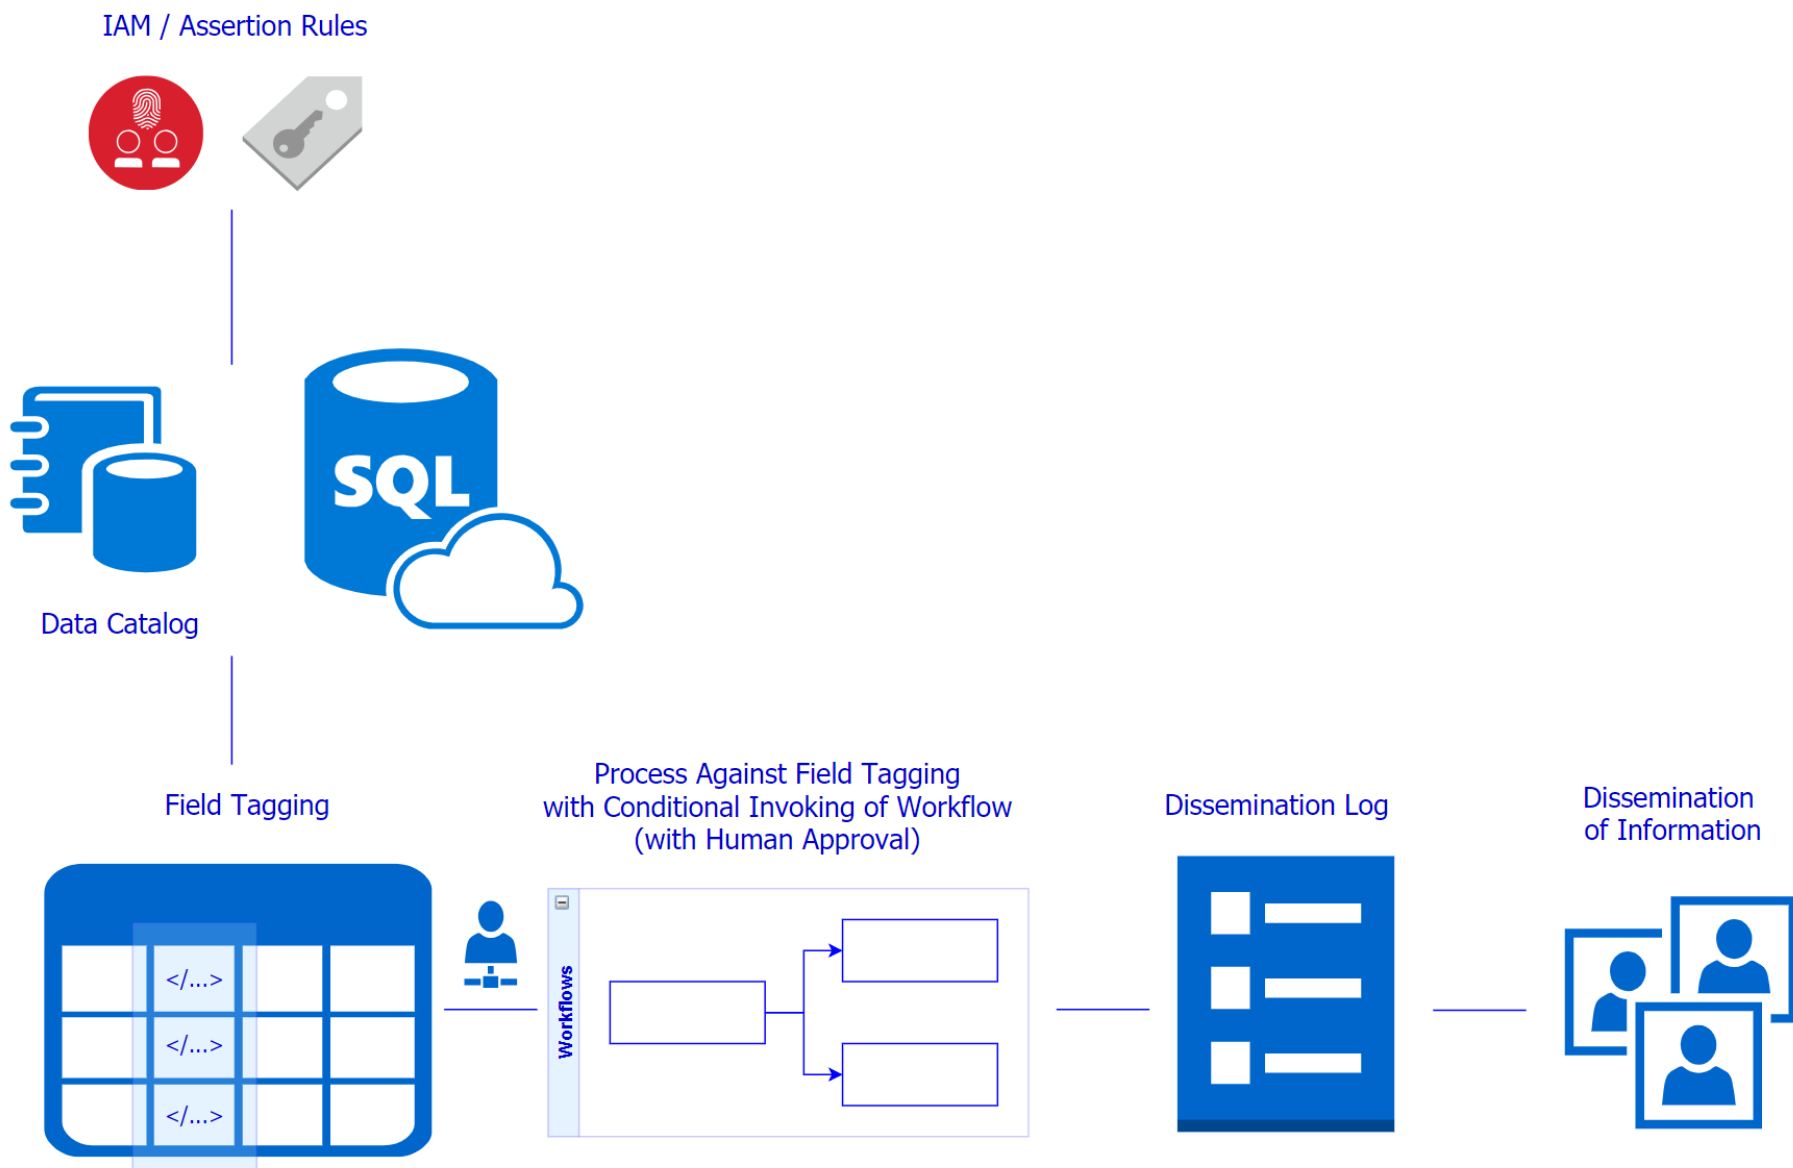 IAM / Assertion Rules
SQL
Data Catalog
Field Tagging
Process Against Field Tagging
with Conditional Invoking of Workflow
(with Human Approval)
Dissemination Log
Dissemination
of Information
</...>
</...>
</...>
Workflows